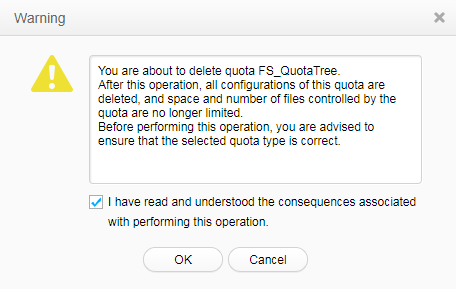 Warning
You are about to delete quota FS_QuotaTree.
After this operation, all configurations of this quota are
deleted, and space and number of files controlled by the
quota are no longer limited.
Before performing this operation, you are advised to
ensure that the selected quota type is correct.
I have read and understood the consequences associated
with performing this operation.
OK
Cancel